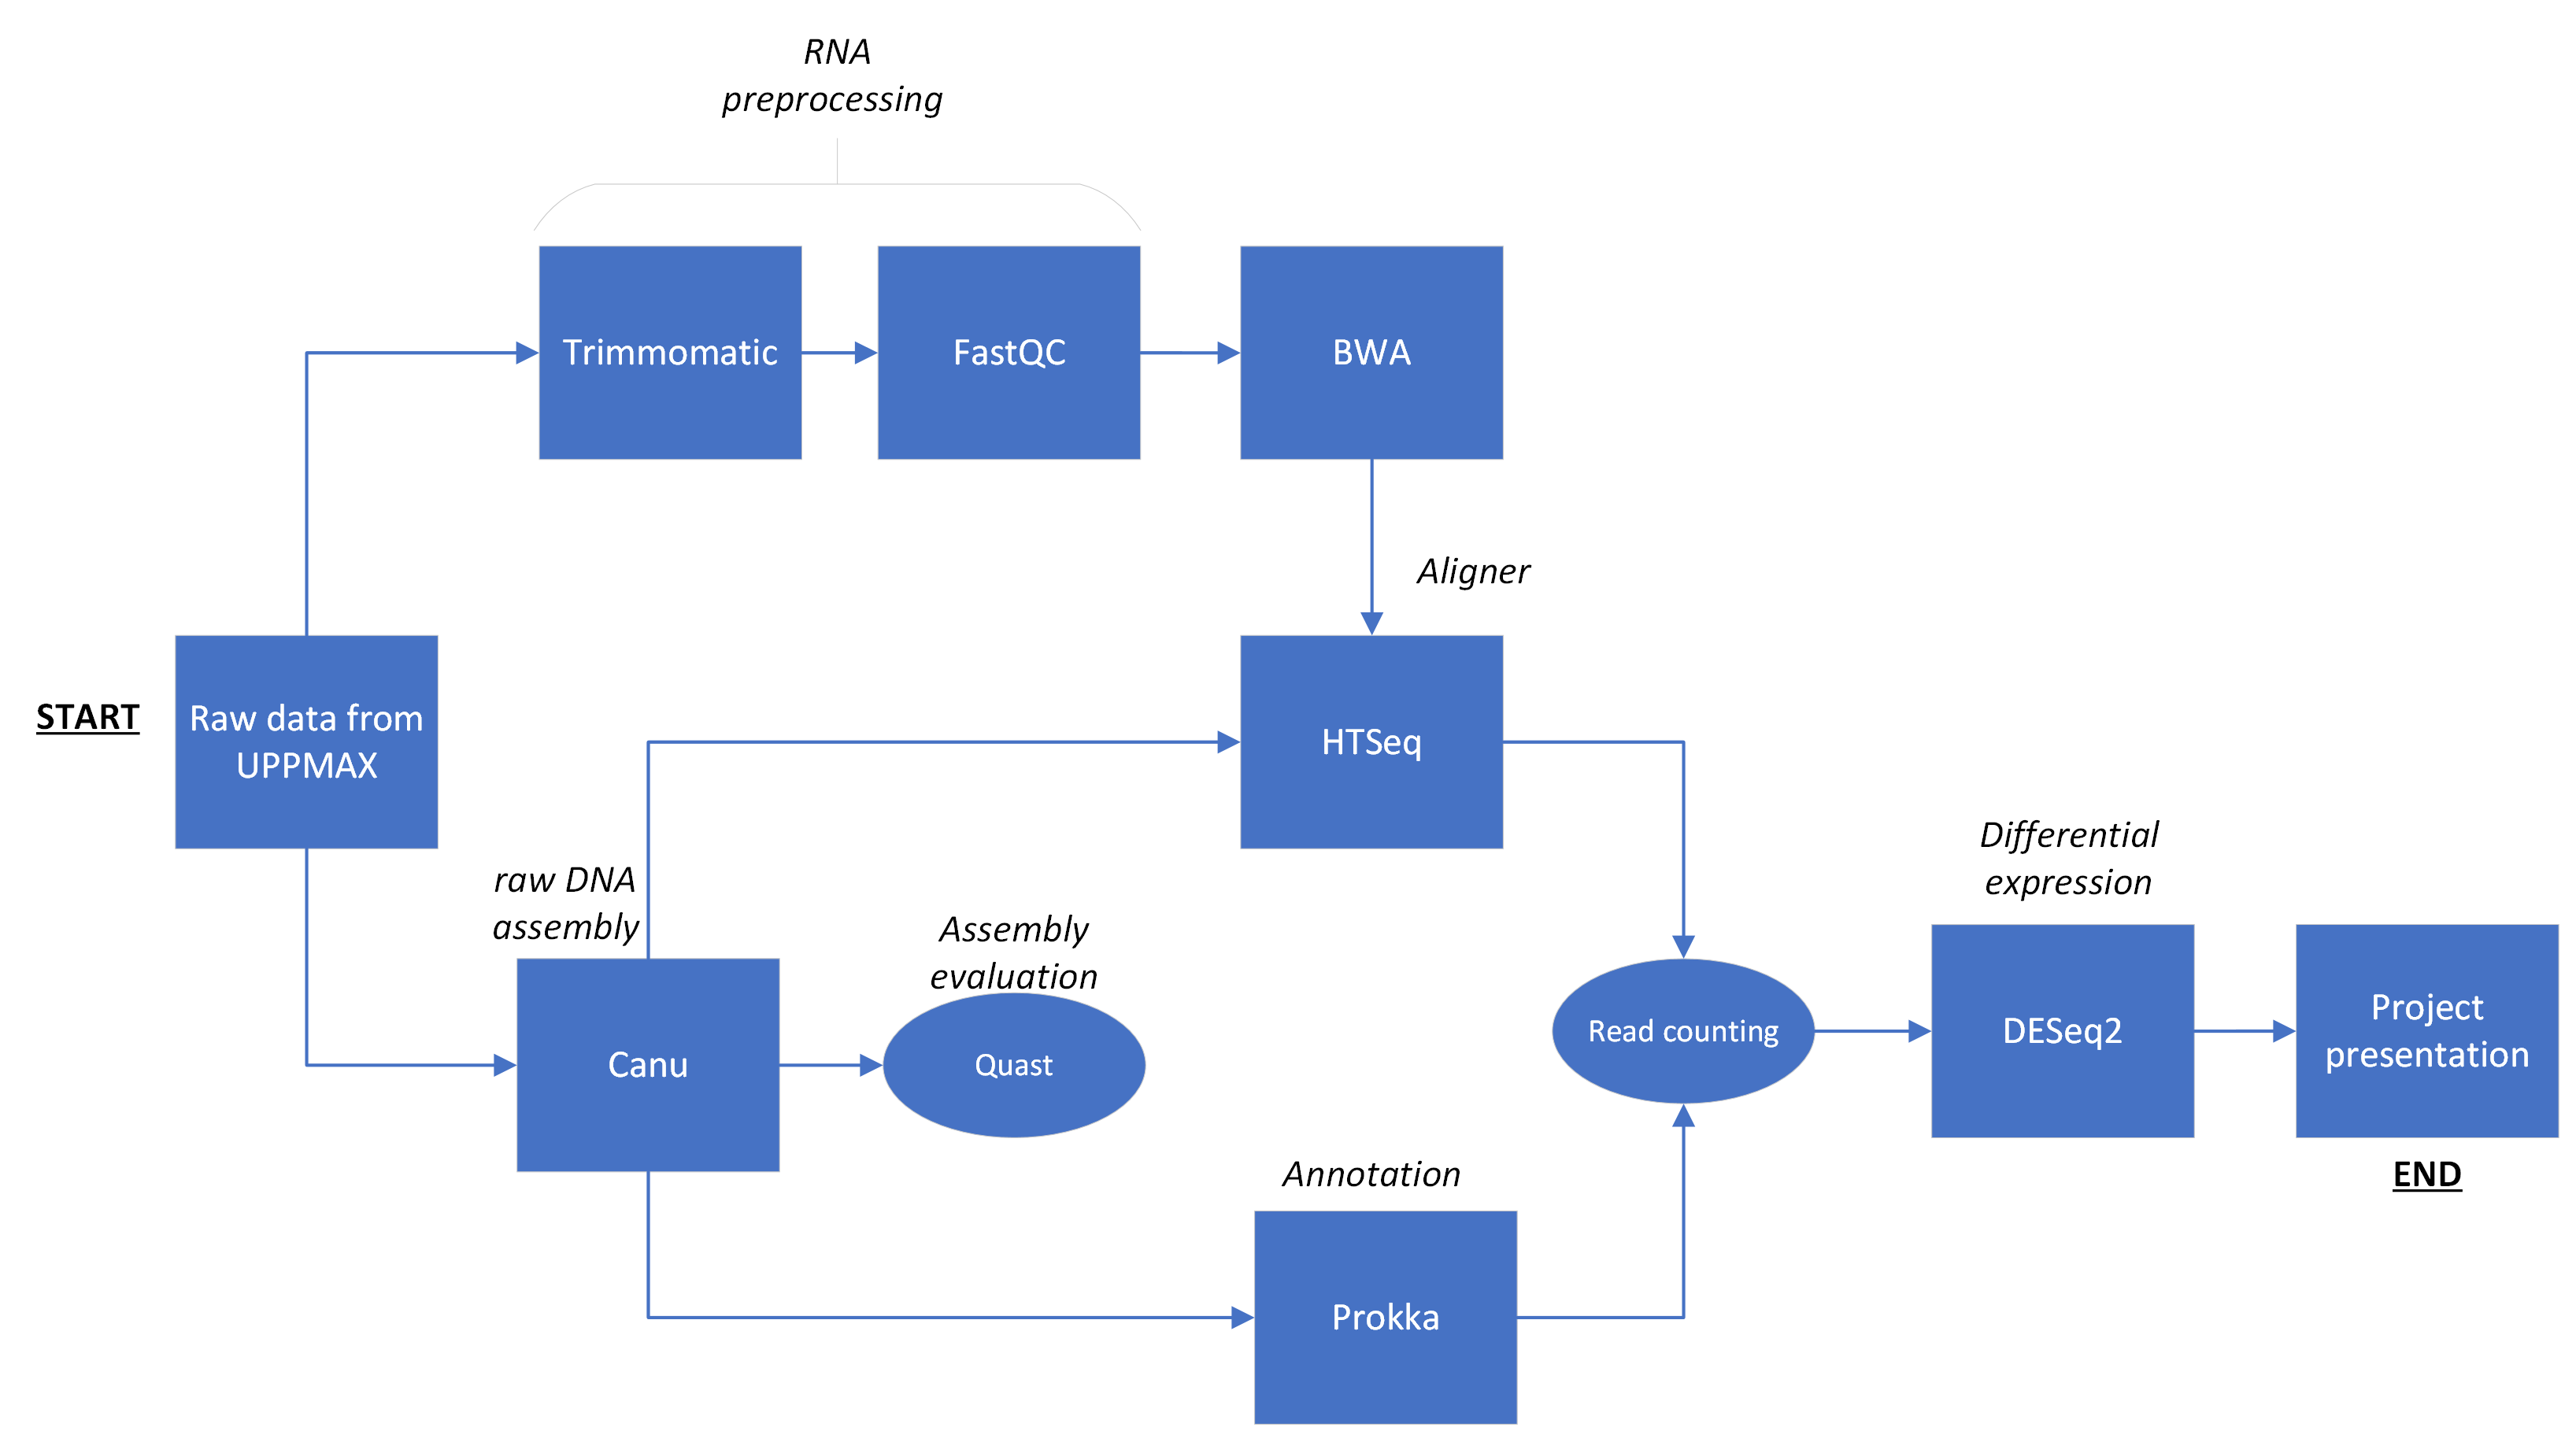 RNA
preprocessing
Trimmomatic
FastQC
BWA
Aligner
START
Raw data from
UPPMAX
HTSeq
raw DNA
assembly
Assembly
evaluation
Differential
expression
Canu
Quast
Read counting
DESeq2
Project
presentation
Annotation
END
Prokka